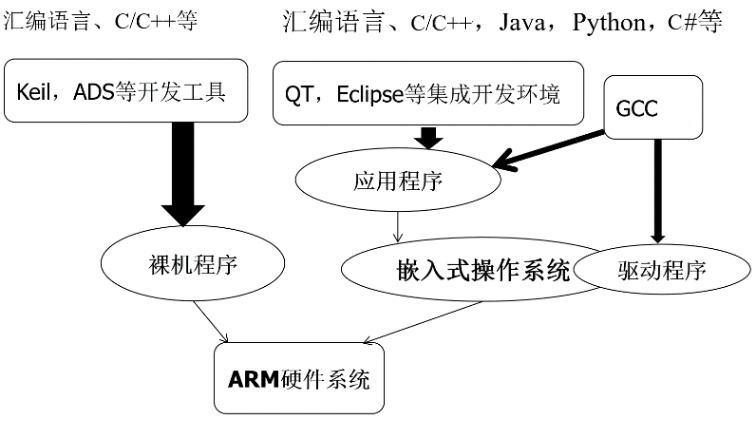 汇编语言、C/C++等
汇编语言、C/C++，Java，Python，C#等
Keil，ADS等开发工具
QT，Eclipse等集成开发环境
GCC
应用程序
裸机程序
嵌入式操作系统
驱动程序
ARM硬件系统